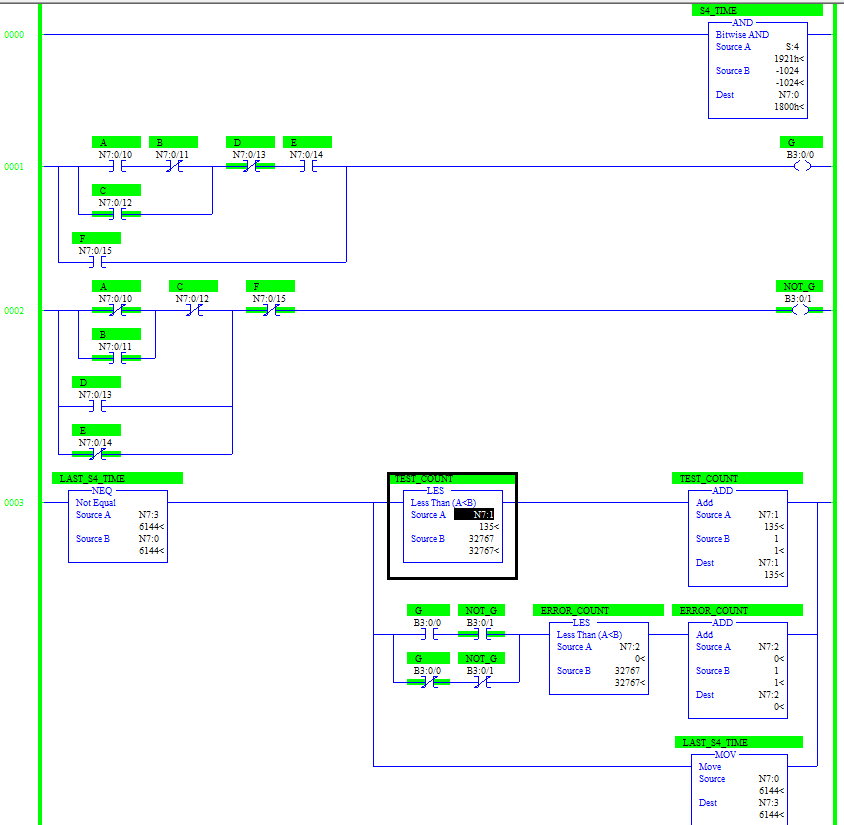 S4_TIME
AND
0000
Bitwise AND
Source A S:4
1921h<
Source B -1024
-1024<
Dest N7:0
1800h<
A B D E G
N7:0/10 N7:0/11 N7:0/13 N7:0/14 B3:0/0
0001
C
N7:0/12
F
N7:0/15
A C F NOT_G
N7:0/10 N7:0/12 N7:0/15 B3:0/1
0002
B
N7:0/11
D
N7:0/13
E
N7:0/14
LAST_S4_TIME TEST_COUNT TEST_COUNT
NEQ LES ADD
0003 Not Equal Less Than (A<B) Add
Source A N7:3 Source A N7:1 Source A N7:1
6144< 135< 135<
Source B N7:0 Source B 32767 Source B 1
6144< 32767< 1<
Dest N7:1
135<
G NOT_G ERROR_COUNT ERROR_COUNT
B3:0/0 B3:0/1 LES ADD
Less Than (A<B) Add
Source A N7:2 Source A N7:2
0< 0<
G NOT_G
B3:0/0 B3:0/1 Source B 32767 Source B 1
32767< 1<
Dest N7:2
0<
LAST_S4_TIME
MOV
Move
Source N7:0
6144<
Dest N7:3
6144<